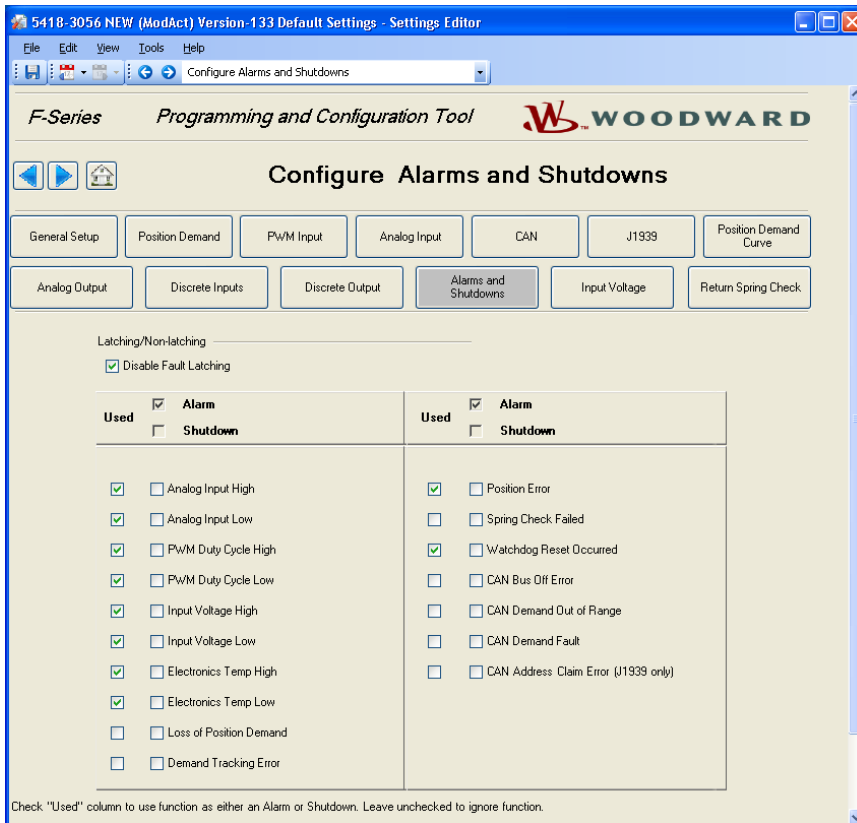 5418-3056 NEW (ModAct) Version-133 Default Settings - Settings Editor
File Edit View Tools Help
Configure Alarms and Shutdowns
F-Series Programming and Configuration Tool WOODWARD
Configure Alarms and Shutdowns
General Setup Position Demand PWM Input Analog Input CAN J1939 Position Demand Curve
Analog Output Discrete Inputs Discrete Output Alarms and Shutdowns Input Voltage Return Spring Check
Latching/Non-latching
Disable Fault Latching
Used Alarm Shutdown
Analog Input High
Analog Input Low
PWM Duty Cycle High
PWM Duty Cycle Low
Input Voltage High
Input Voltage Low
Electronics Temp High
Electronics Temp Low
Loss of Position Demand
Demand Tracking Error
Used Alarm Shutdown
Position Error
Spring Check Failed
Watchdog Reset Occurred
CAN Bus Off Error
CAN Demand Out of Range
CAN Demand Fault
CAN Address Claim Error (J1939 only)
Check "Used" column to use function as either an Alarm or Shutdown. Leave unchecked to ignore function.